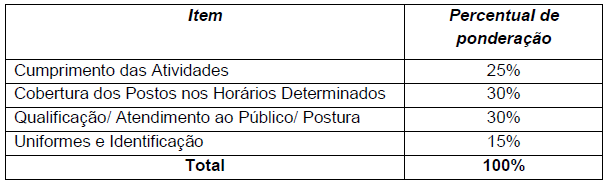 Item Percentual de
ponderação
Cumprimento das Atividades 25%
Cobertura dos Postos nos Horários Determinados 30%
Qualificação/ Atendimento ao Público/ Postura 30%
Uniformes e Identificação 15%
Total 100%